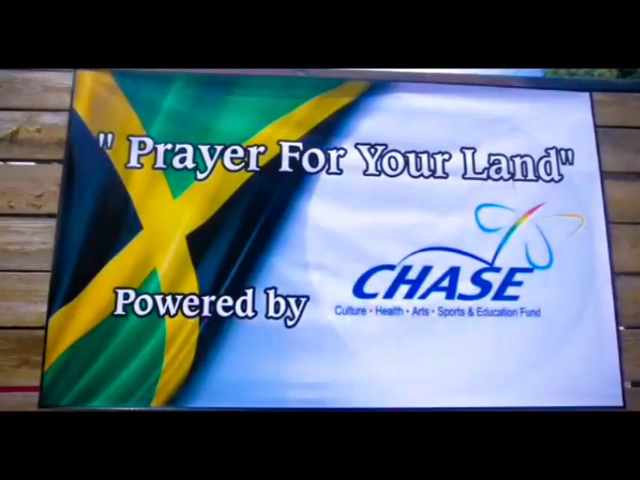 " Prayer For Your Land"
Powered by
CHASE
Culture • Health • Arts • Sports & Education Fund